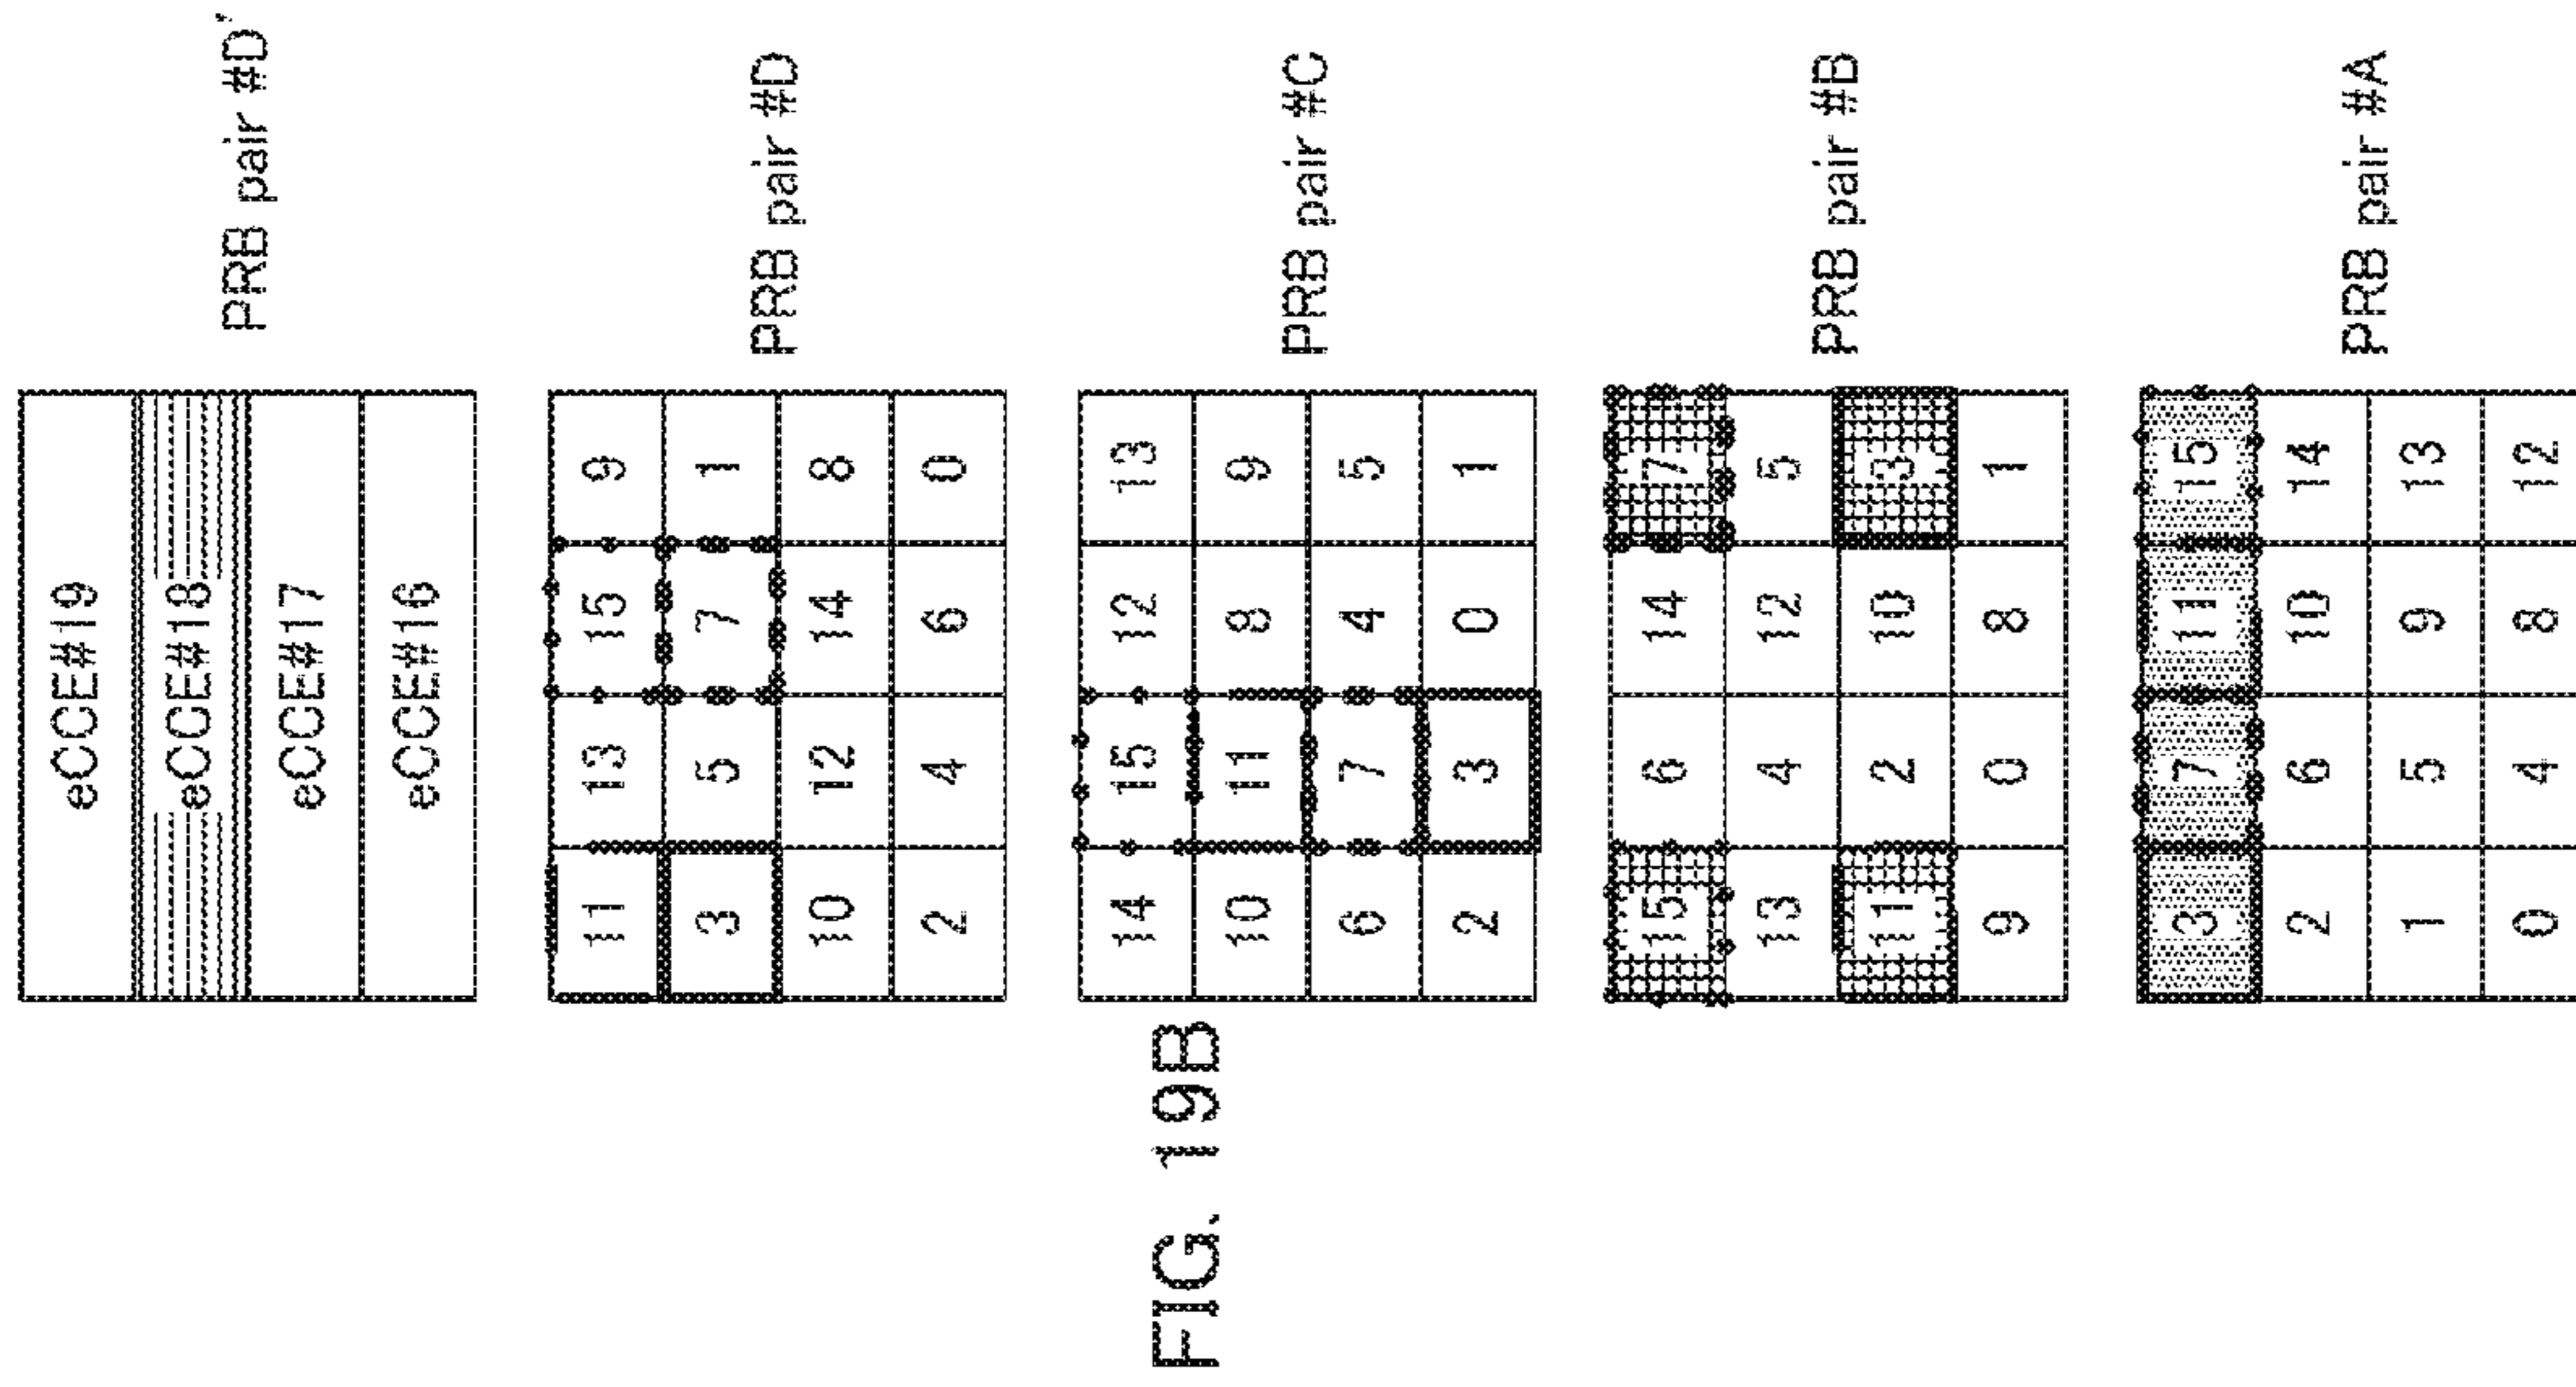 eCCE#19
eCCE#18
eCCE#17
eCCE#16
PRB pair #D'
11 13 15 9
3 5 7 1
10 12 14 8
2 4 6 0
PRB pair #D
FIG. 19B
14 15 12 13
10 11 8 9
6 7 4 5
2 3 0 1
PRB pair #C
15 6 14 7
13 4 12 5
11 2 10 3
9 0 8 1
PRB pair #B
3 7 11 15
2 6 10 14
1 5 9 13
0 4 8 12
PRB pair #A